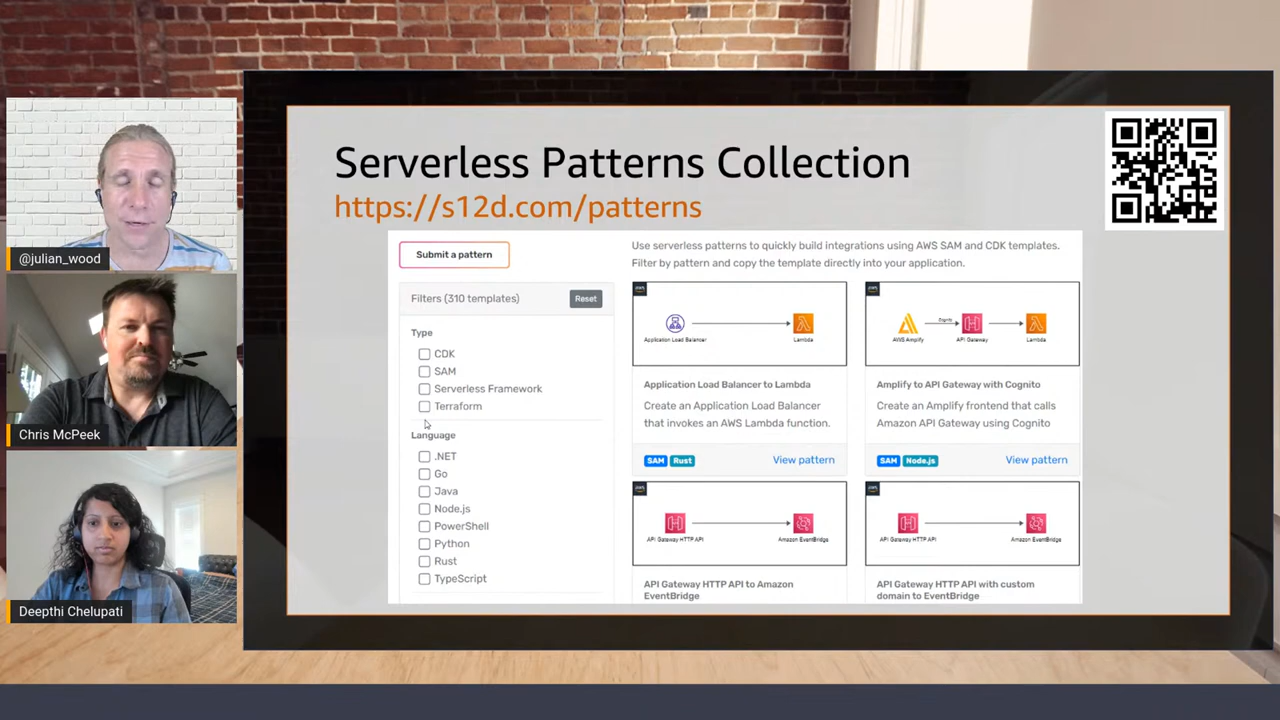 @julian_wood
Chris McPeek
Deepthi Chelupati
Serverless Patterns Collection
https://s12d.com/patterns
Submit a pattern
Use serverless patterns to quickly build integrations using AWS SAM and CDK templates.
Filter by pattern and copy the template directly into your application.
Filters (310 templates)
Reset
Type
CDK
SAM
Serverless Framework
Terraform
Language
.NET
Go
Java
Node.js
PowerShell
Python
Rust
TypeScript
aws
Application Load Balancer
Lambda
Application Load Balancer to Lambda
Create an Application Load Balancer
that invokes an AWS Lambda function.
SAM
Rust
View pattern
aws
AWS Amplify
Cognito
API Gateway
Lambda
Amplify to API Gateway with Cognito
Create an Amplify frontend that calls
Amazon API Gateway using Cognito
SAM
Node.js
View pattern
aws
API Gateway HTTP API
Amazon EventBridge
API Gateway HTTP API to Amazon
EventBridge
aws
API Gateway HTTP API
Amazon EventBridge
API Gateway HTTP API with custom
domain to EventBridge